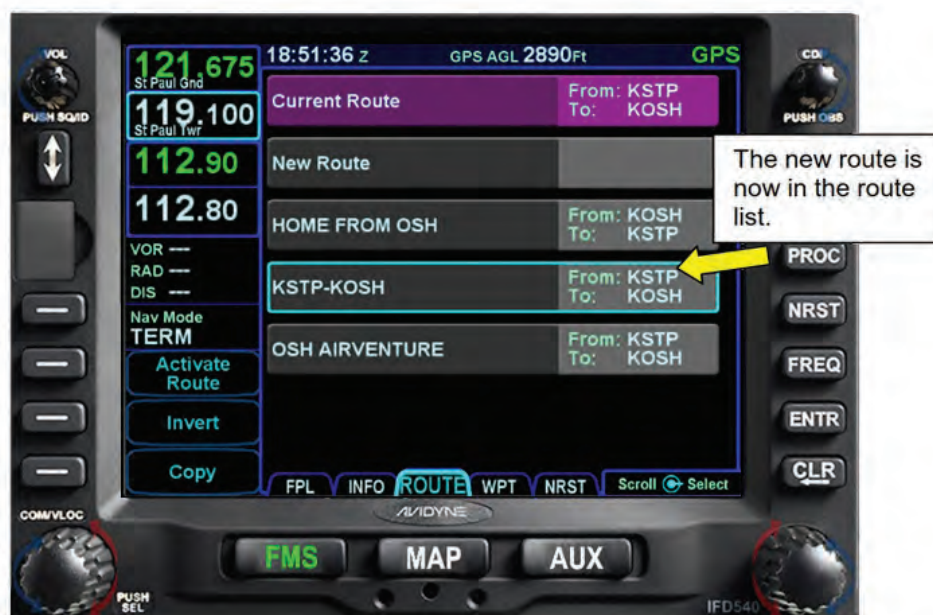 VOL
PUSH SQ/ID
121.675
St Paul Gnd
119.100
St Paul Twr
112.90
112.80
VOR ---
RAD ---
DIS ---
Nav Mode
TERM
Activate
Route
Invert
Copy
18:51:36 Z GPS AGL 2890Ft GPS
Current Route From: KSTP
To: KOSH
New Route
HOME FROM OSH From: KOSH
To: KSTP
KSTP-KOSH From: KSTP
To: KOSH
OSH AIRVENTURE From: KSTP
To: KOSH
FPL INFO ROUTE WPT NRST Scroll Select
CDI
PUSH OBS
The new route is
now in the route
list.
PROC
NRST
FREQ
ENTR
CLR
COM/VLOC
PUSH
SEL
AVIDYNE
FMS MAP AUX
IFD540